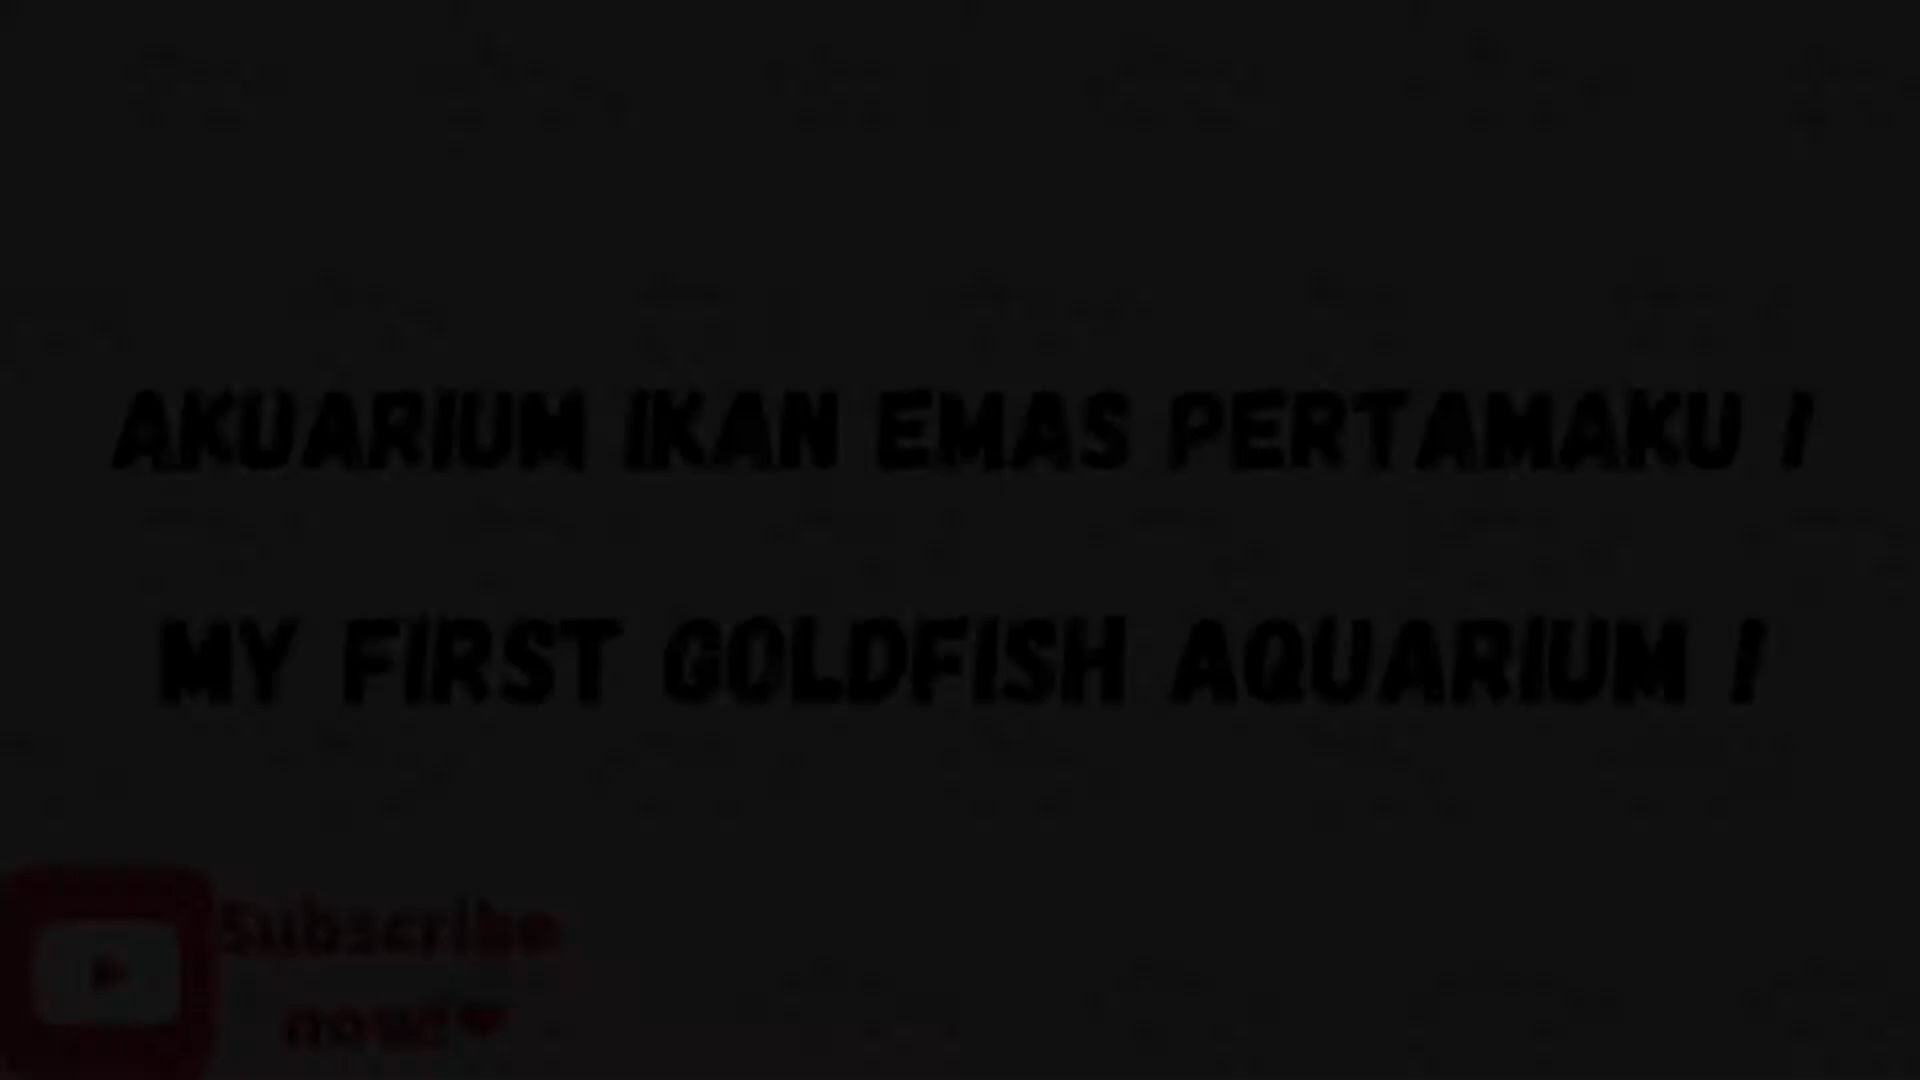 AKUARIUM IKAN EMAS PERTAMAKU !
MY FIRST GOLDFISH AQUARIUM !
Subscribe
now!❤